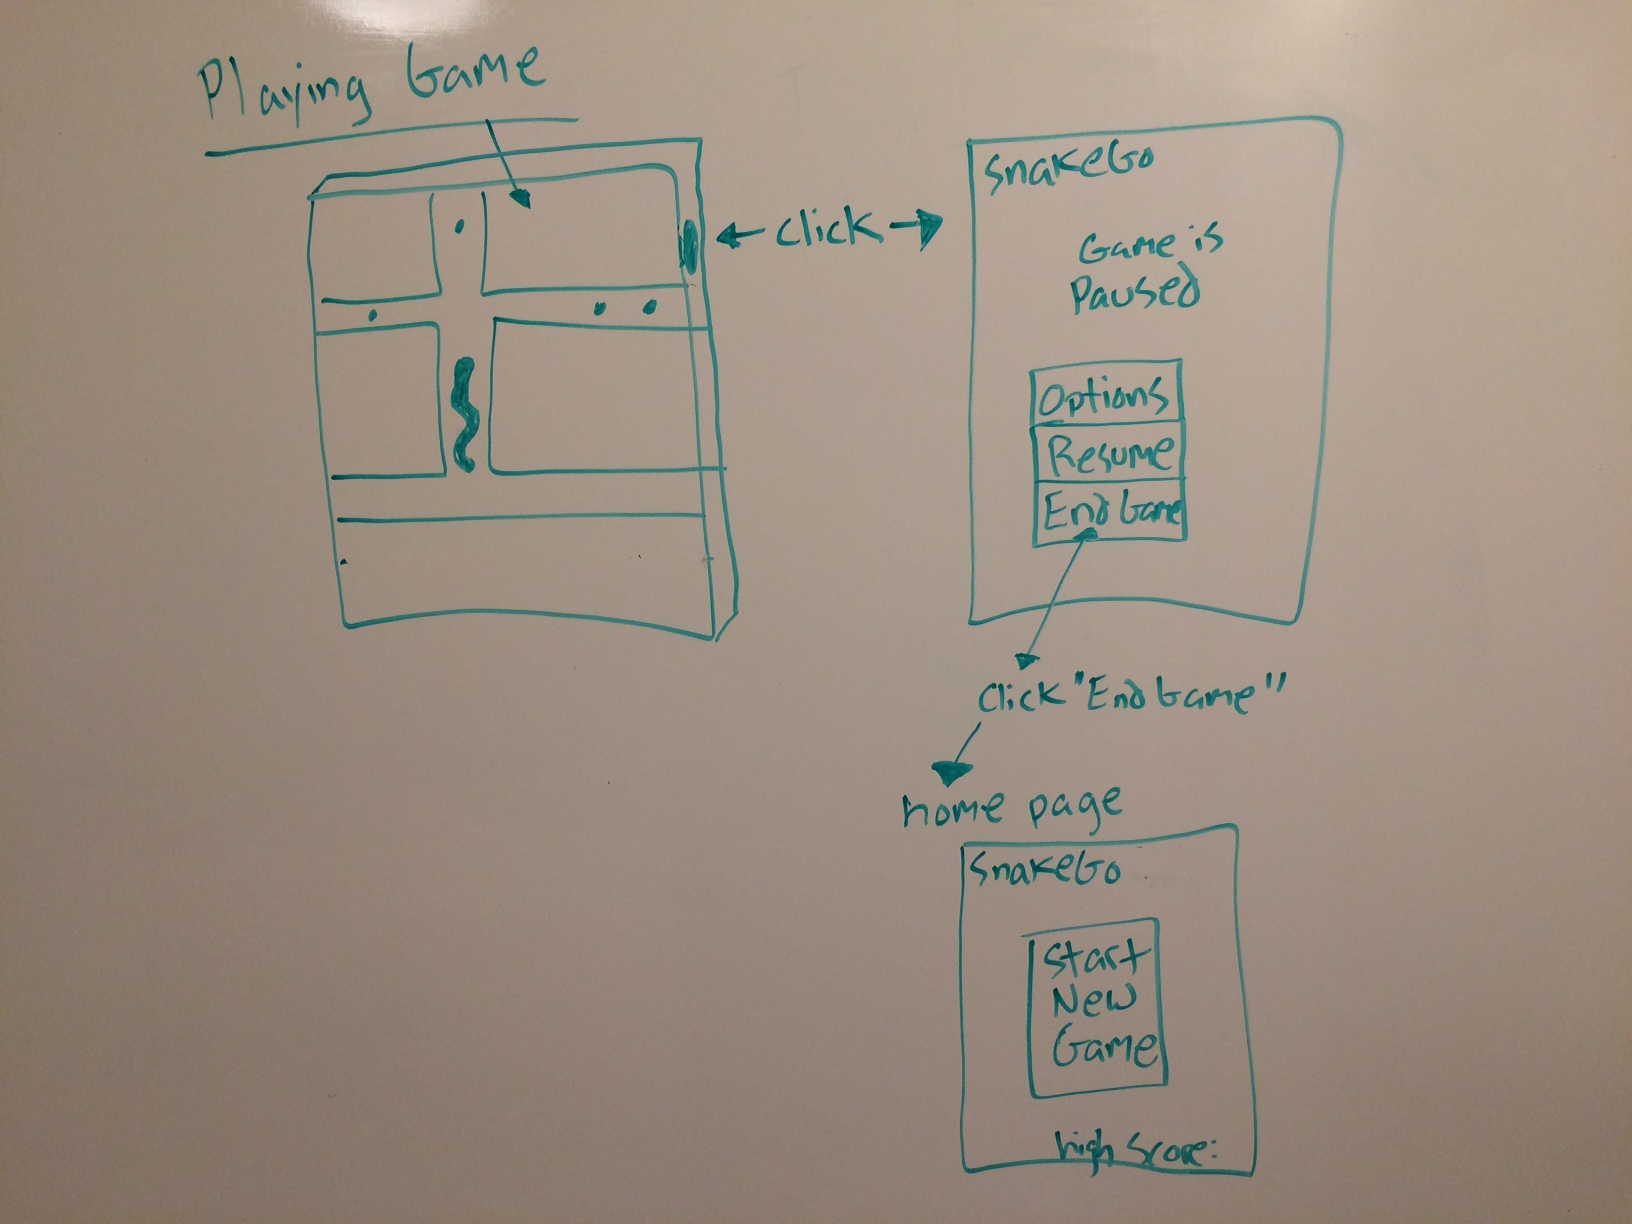 Playing Game
← click →
SnakeGo
Game is
Paused
Options
Resume
End Game
Click "End Game"
home page
SnakeGo
Start
New
Game
high Score: